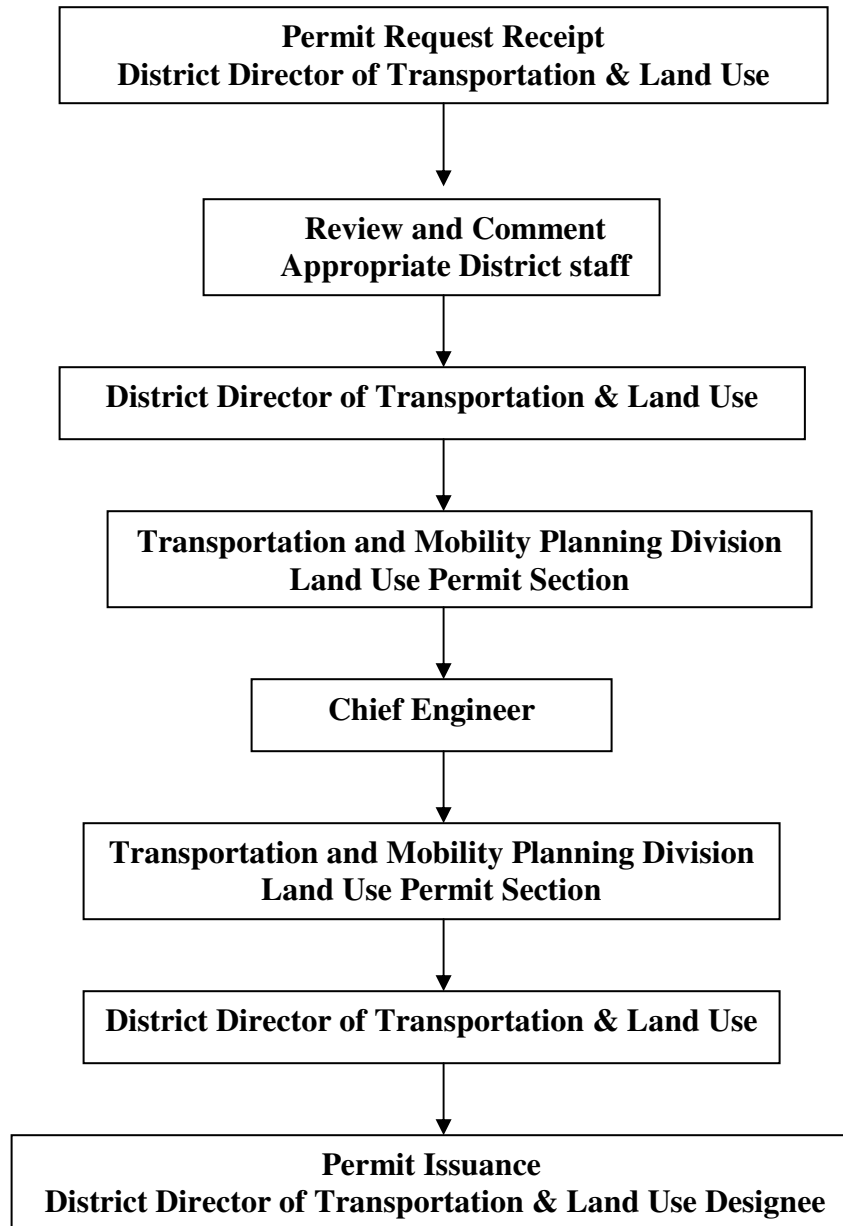 Permit Request Receipt
District Director of Transportation & Land Use
Review and Comment
Appropriate District staff
District Director of Transportation & Land Use
Transportation and Mobility Planning Division
Land Use Permit Section
Chief Engineer
Transportation and Mobility Planning Division
Land Use Permit Section
District Director of Transportation & Land Use
Permit Issuance
District Director of Transportation & Land Use Designee